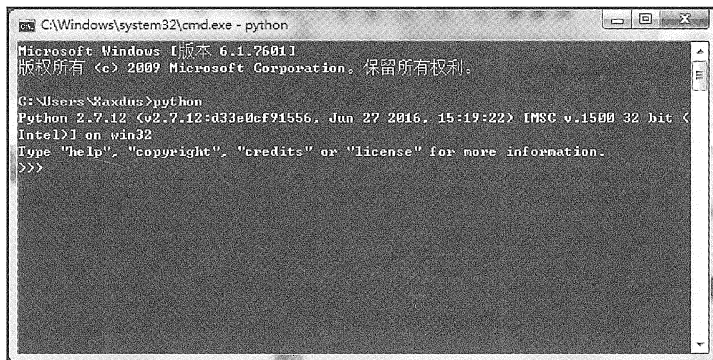 C:\Windows\system32\cmd.exe - python
Microsoft Windows [版本 6.1.7601]
版权所有 <c> 2009 Microsoft Corporation。保留所有权利。
C:\Users\Xaxdus>python
Python 2.7.12 (v2.7.12:d33e0cf91556, Jun 27 2016, 15:19:22) [MSC v.1500 32 bit (
Intel)] on win32
Type "help", "copyright", "credits" or "license" for more information.
>>>